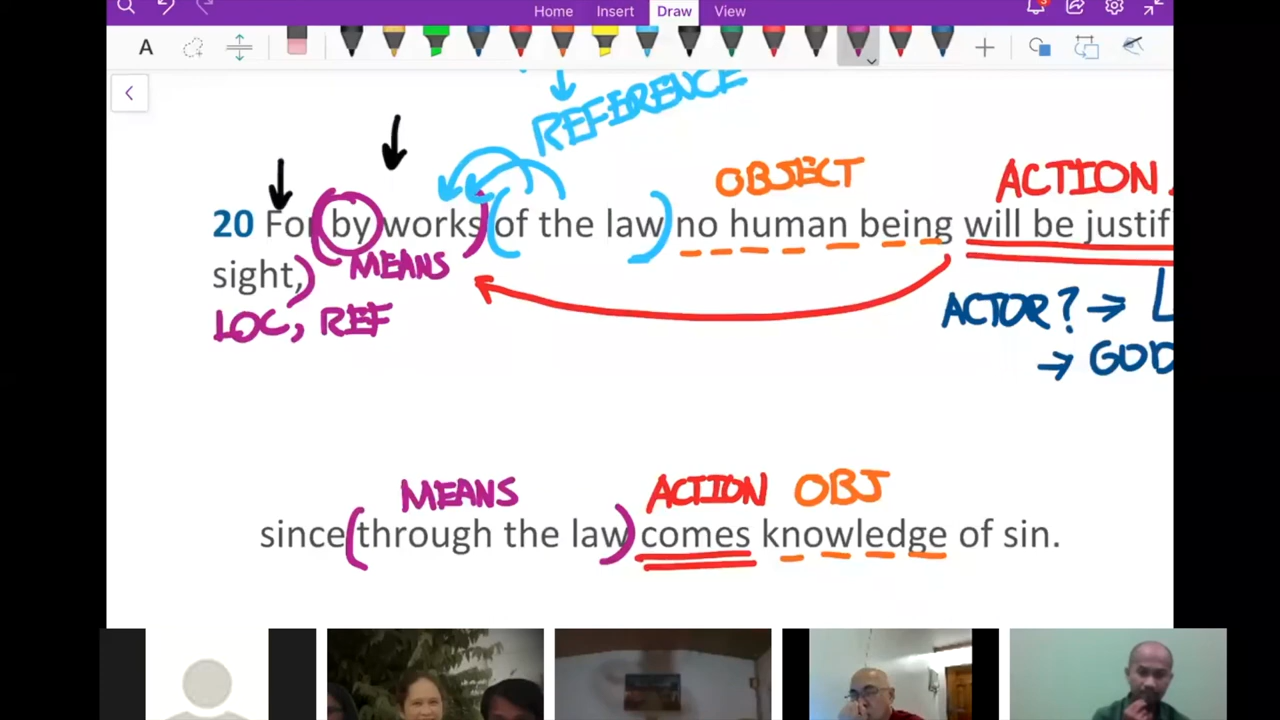 Home Insert Draw View
A
REFERENCE
OBJECT ACTION
20 For by works of the law no human being will be justif
MEANS
sight,
LOC, REF
ACTOR? → L
→ GOD
MEANS ACTION OBJ
since through the law comes knowledge of sin.